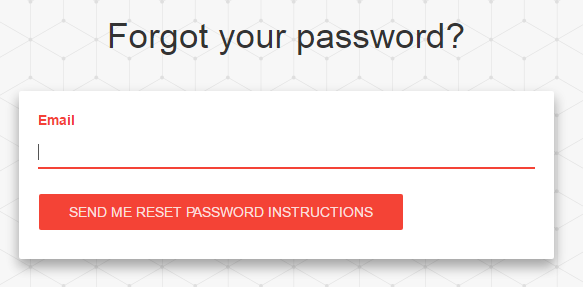 Forgot your password?
Email
SEND ME RESET PASSWORD INSTRUCTIONS